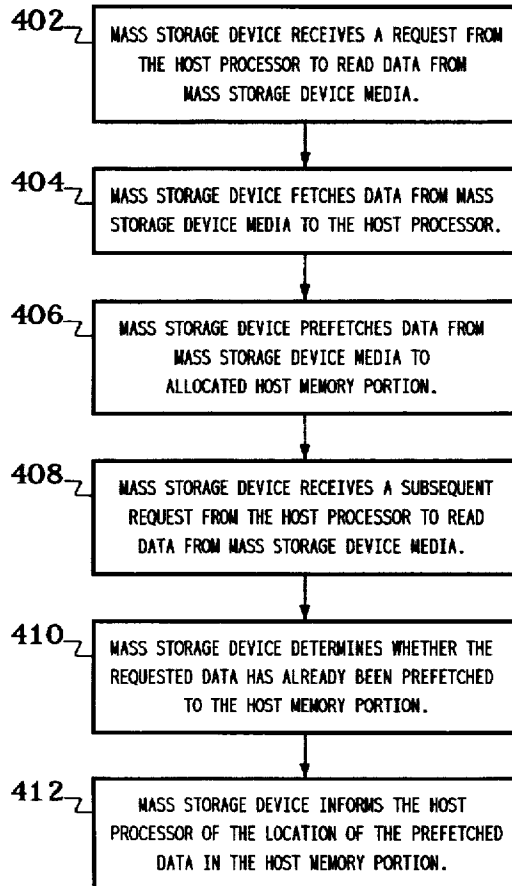 402
MASS STORAGE DEVICE RECEIVES A REQUEST FROM
THE HOST PROCESSOR TO READ DATA FROM
MASS STORAGE DEVICE MEDIA.
404
MASS STORAGE DEVICE FETCHES DATA FROM MASS
STORAGE DEVICE MEDIA TO THE HOST PROCESSOR.
406
MASS STORAGE DEVICE PREFETCHES DATA FROM
MASS STORAGE DEVICE MEDIA TO
ALLOCATED HOST MEMORY PORTION.
408
MASS STORAGE DEVICE RECEIVES A SUBSEQUENT
REQUEST FROM THE HOST PROCESSOR TO READ
DATA FROM MASS STORAGE DEVICE MEDIA.
410
MASS STORAGE DEVICE DETERMINES WHETHER THE
REQUESTED DATA HAS ALREADY BEEN PREFETCHED
TO THE HOST MEMORY PORTION.
412
MASS STORAGE DEVICE INFORMS THE HOST
PROCESSOR OF THE LOCATION OF THE PREFETCHED
DATA IN THE HOST MEMORY PORTION.